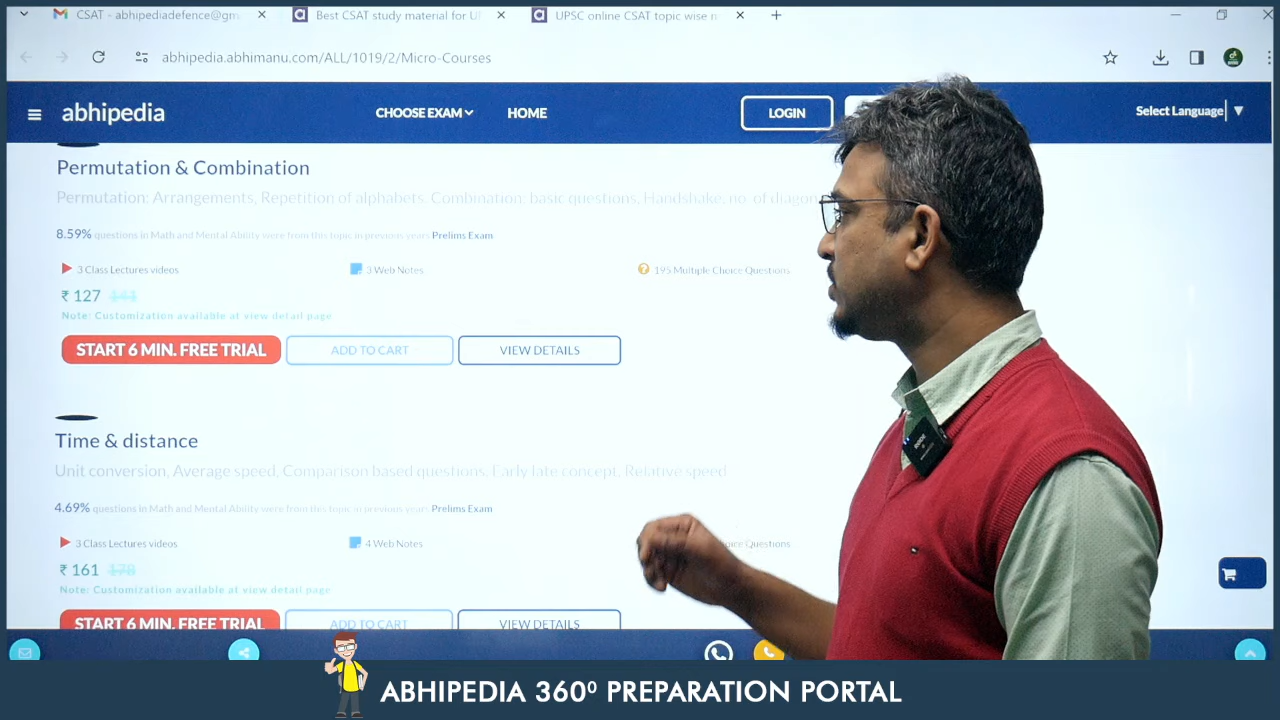 CSAT - abhipediadefence@gm
Best CSAT study material for U
UPSC online CSAT topic wise
abhipedia.abhimanu.com/ALL/1019/2/Micro-Courses
abhipedia
CHOOSE EXAM
HOME
LOGIN
Select Language
Permutation & Combination
Permutation: Arrangements, Repetition of alphabets. Combination: basic questions, Handshake, no. of diagon
8.59% questions in Math and Mental Ability were from this topic in previous years Prelims Exam
3 Class Lectures videos
3 Web Notes
195 Multiple Choice Questions
₹ 127 141
Note: Customization available at view detail page
START 6 MIN. FREE TRIAL
ADD TO CART
VIEW DETAILS
Time & distance
Unit conversion, Average speed, Comparison based questions. Early late concept. Relative speed
4.69% questions in Math and Mental Ability were from this topic in previous years Prelims Exam
3 Class Lectures videos
4 Web Notes
Questions
₹ 161 178
Note: Customization available at view detail page
START 6 MIN. FREE TRIAL
ADD TO CART
VIEW DETAILS
ABHIPEDIA 360⁰ PREPARATION PORTAL